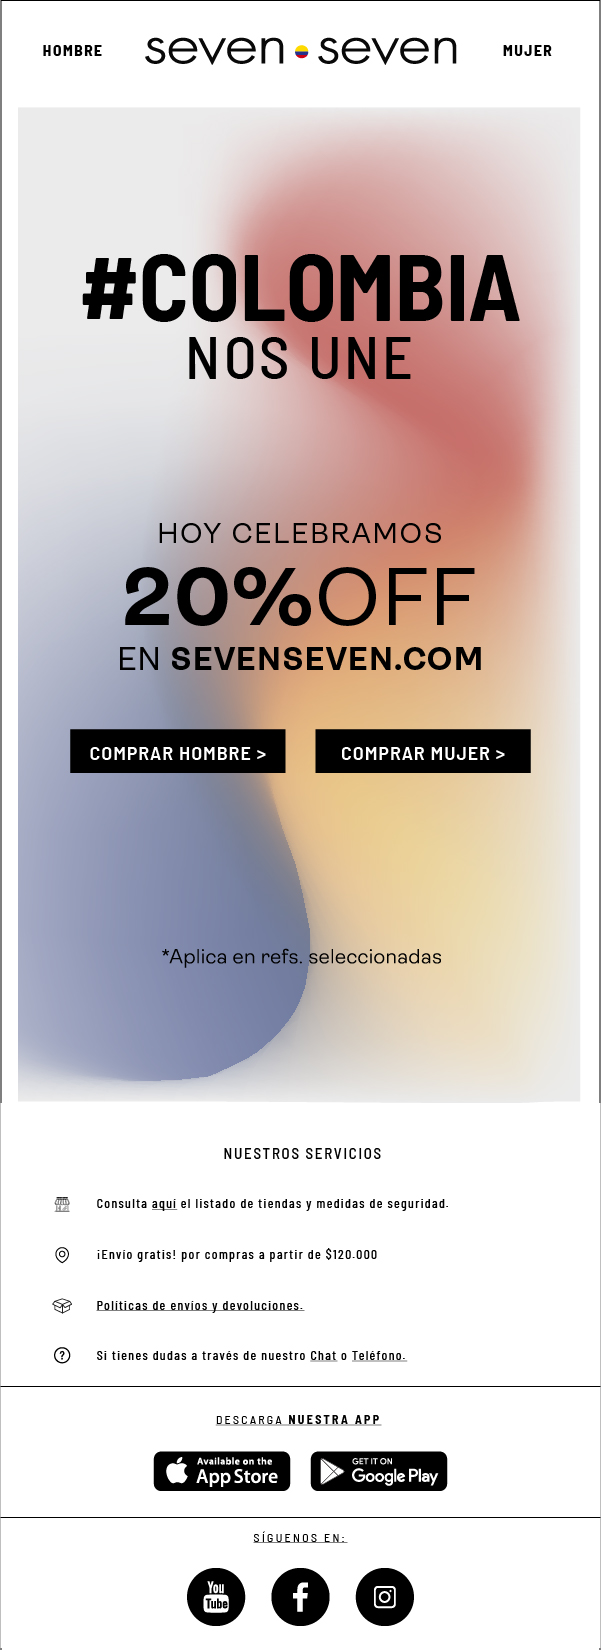 HOMBRE
seven seven
MUJER
#COLOMBIA
NOS UNE
HOY CELEBRAMOS
20%OFF
EN SEVENSEVEN.COM
COMPRAR HOMBRE >
COMPRAR MUJER >
*Aplica en refs. seleccionadas
NUESTROS SERVICIOS
Consulta aquí el listado de tiendas y medidas de seguridad.
¡Envío gratis! por compras a partir de $120.000
Políticas de envíos y devoluciones.
?
Si tienes dudas a través de nuestro Chat o Teléfono.
DESCARGA NUESTRA APP
Available on the
App Store
GET IT ON
Google Play
SÍGUENOS EN:
You
Tube
f